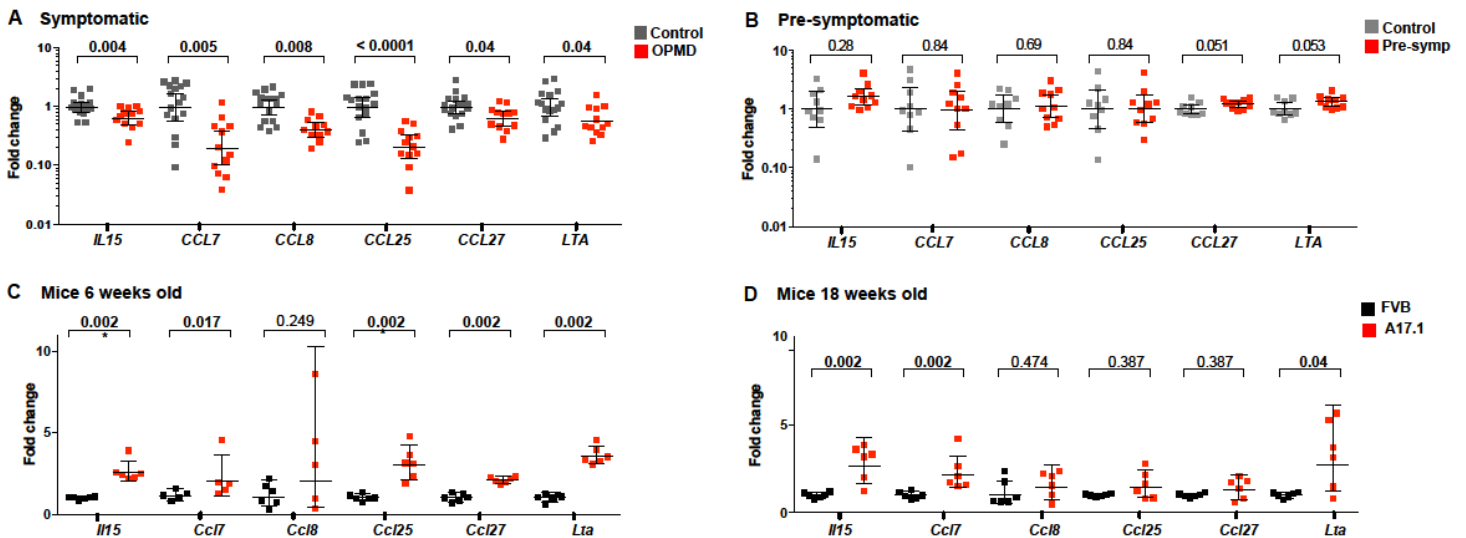 A Symptomatic
Control
OPMD
0.004 0.005 0.008 < 0.0001 0.04 0.04
Fold change
10
1
0.10
0.01
IL15 CCL7 CCL8 CCL25 CCL27 LTA
B Pre-symptomatic
Control
Pre-symp
0.28 0.84 0.69 0.84 0.051 0.053
Fold change
10
1
0.10
0.01
IL15 CCL7 CCL8 CCL25 CCL27 LTA
C Mice 6 weeks old
0.002 0.017 0.249 0.002 0.002 0.002
* *
Fold change
10
5
0
Il15 Ccl7 Ccl8 Ccl25 Ccl27 Lta
D Mice 18 weeks old
FVB
A17.1
0.002 0.002 0.474 0.387 0.387 0.04
Fold change
10
5
0
Il15 Ccl7 Ccl8 Ccl25 Ccl27 Lta